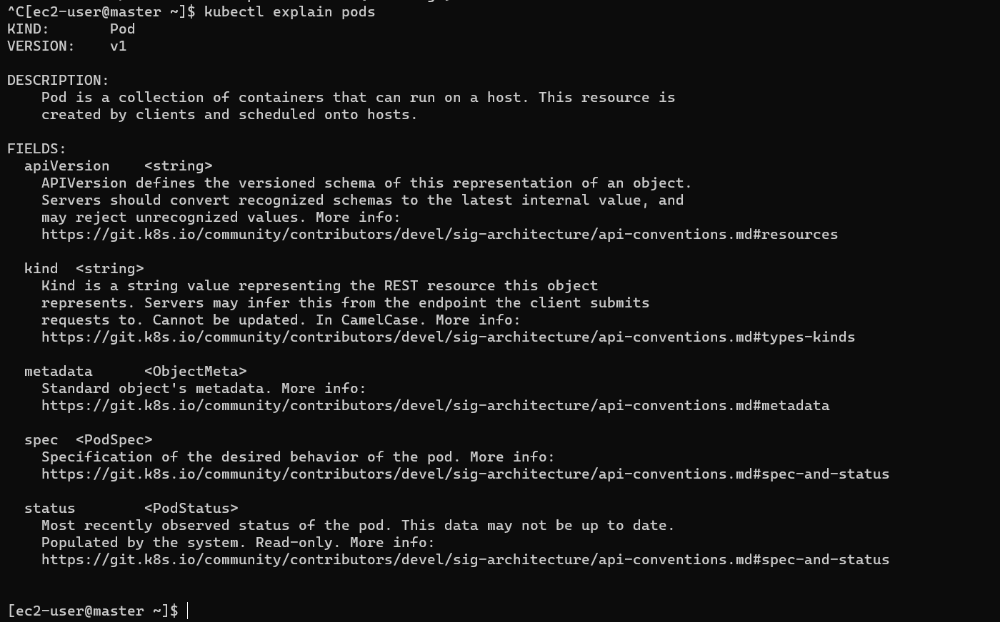 ^C[ec2-user@master ~]$ kubectl explain pods
KIND:       Pod
VERSION:    v1

DESCRIPTION:
    Pod is a collection of containers that can run on a host. This resource is
    created by clients and scheduled onto hosts.

FIELDS:
  apiVersion    <string>
    APIVersion defines the versioned schema of this representation of an object.
    Servers should convert recognized schemas to the latest internal value, and
    may reject unrecognized values. More info:
    https://git.k8s.io/community/contributors/devel/sig-architecture/api-conventions.md#resources

  kind  <string>
    Kind is a string value representing the REST resource this object
    represents. Servers may infer this from the endpoint the client submits
    requests to. Cannot be updated. In CamelCase. More info:
    https://git.k8s.io/community/contributors/devel/sig-architecture/api-conventions.md#types-kinds

  metadata      <ObjectMeta>
    Standard object's metadata. More info:
    https://git.k8s.io/community/contributors/devel/sig-architecture/api-conventions.md#metadata

  spec  <PodSpec>
    Specification of the desired behavior of the pod. More info:
    https://git.k8s.io/community/contributors/devel/sig-architecture/api-conventions.md#spec-and-status

  status        <PodStatus>
    Most recently observed status of the pod. This data may not be up to date.
    Populated by the system. Read-only. More info:
    https://git.k8s.io/community/contributors/devel/sig-architecture/api-conventions.md#spec-and-status

[ec2-user@master ~]$